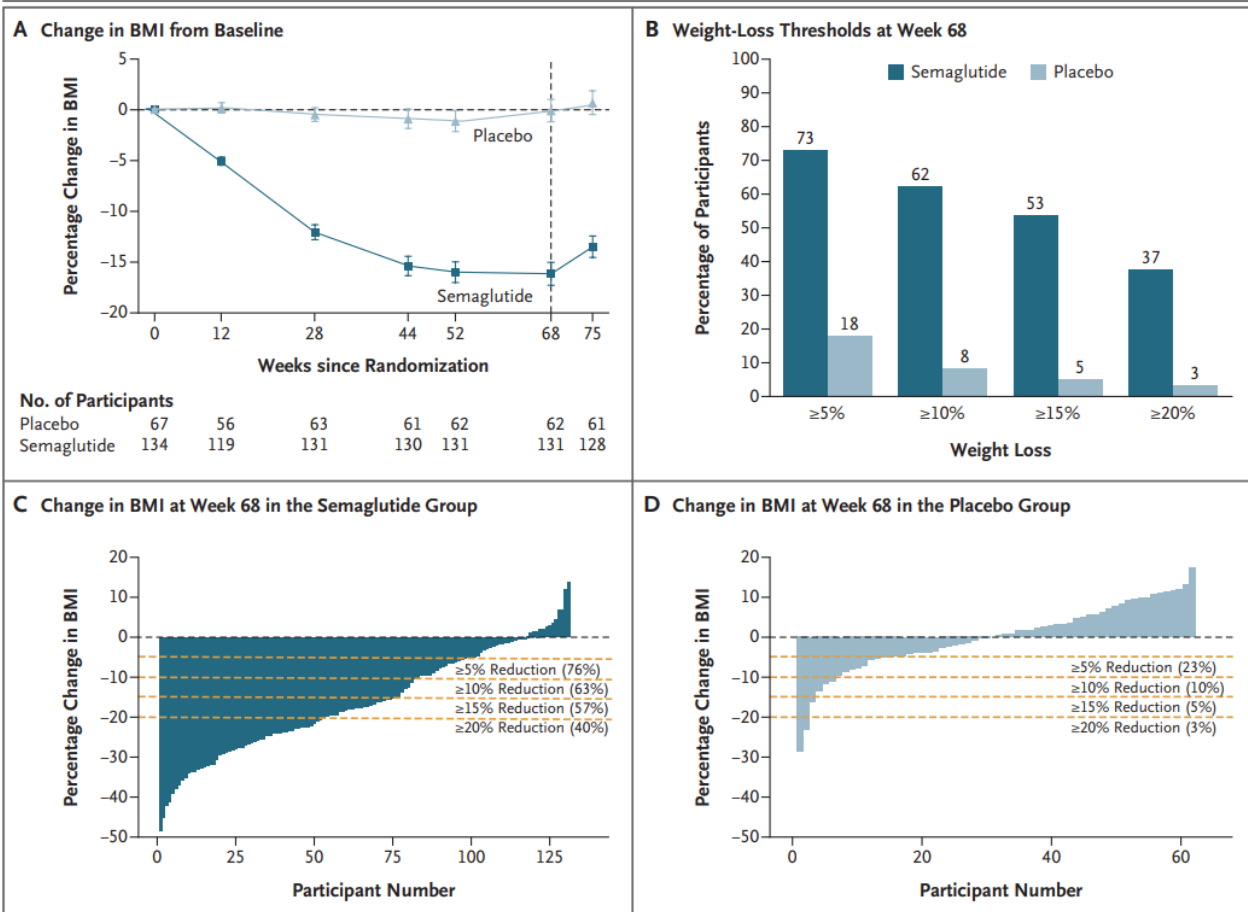 A Change in BMI from Baseline
5
0
−5
−10
−15
−20
Percentage Change in BMI
Placebo
Semaglutide
0 12 28 44 52 68 75
Weeks since Randomization
No. of Participants
Placebo 67 56 63 61 62 62 61
Semaglutide 134 119 131 130 131 131 128
B Weight-Loss Thresholds at Week 68
Semaglutide Placebo
100
90
80
70
60
50
40
30
20
10
0
Percentage of Participants
73
18
62
8
53
5
37
3
≥5% ≥10% ≥15% ≥20%
Weight Loss
C Change in BMI at Week 68 in the Semaglutide Group
20
10
0
−10
−20
−30
−40
−50
Percentage Change in BMI
≥5% Reduction (76%)
≥10% Reduction (63%)
≥15% Reduction (57%)
≥20% Reduction (40%)
0 25 50 75 100 125
Participant Number
D Change in BMI at Week 68 in the Placebo Group
20
10
0
−10
−20
−30
−40
−50
Percentage Change in BMI
≥5% Reduction (23%)
≥10% Reduction (10%)
≥15% Reduction (5%)
≥20% Reduction (3%)
0 20 40 60
Participant Number